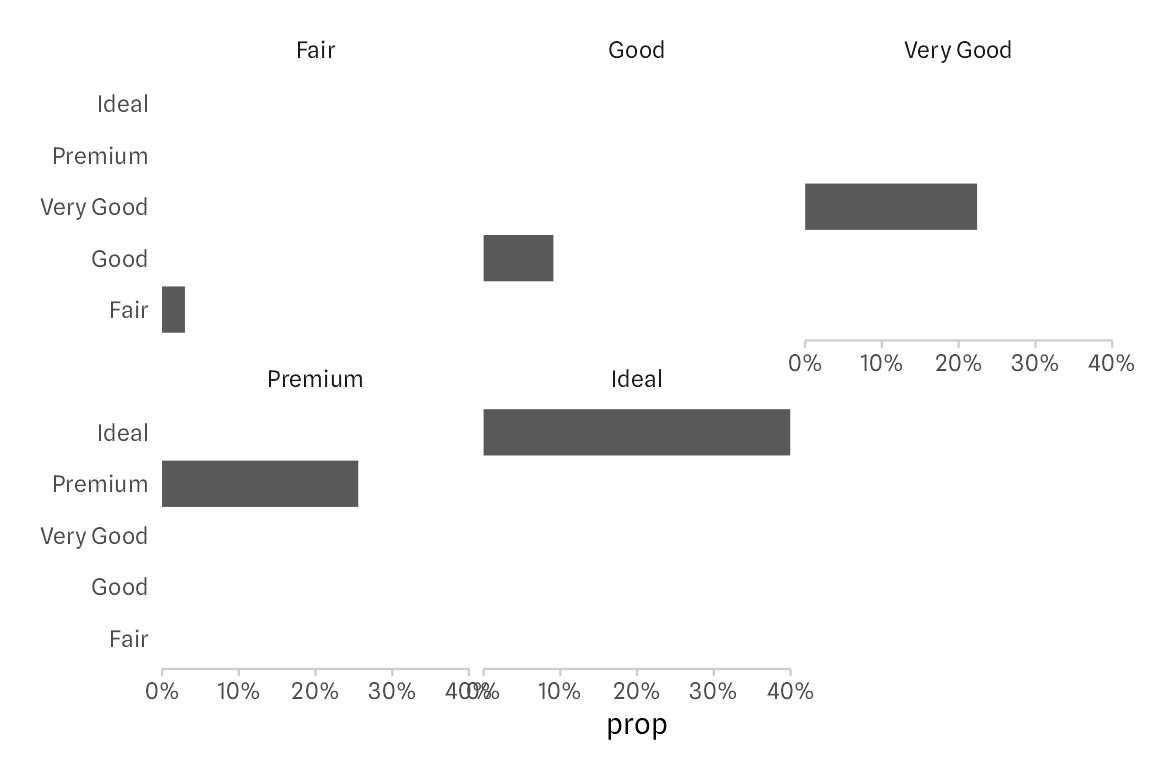 Fair Good Very Good
Ideal
Premium
Very Good
Good
Fair
0% 10% 20% 30% 40%
Premium Ideal
Ideal
Premium
Very Good
Good
Fair
0% 10% 20% 30% 40% 0% 10% 20% 30% 40%
prop